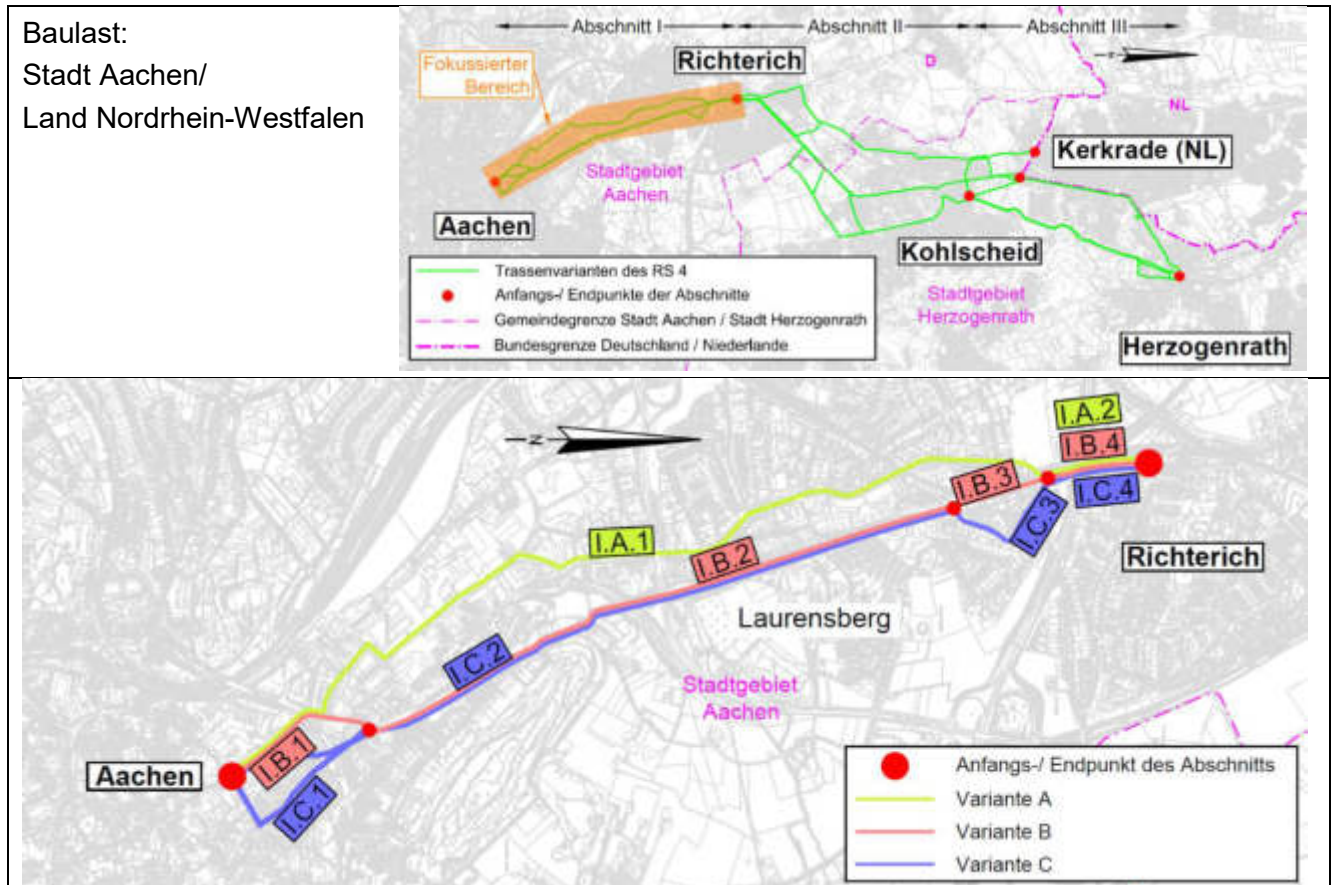 Baulast:
Stadt Aachen/
Land Nordrhein-Westfalen
Abschnitt I
Abschnitt II
Abschnitt III
Fokussierter
Bereich
Richterich
D
NL
Kerkrade (NL)
Stadtgebiet
Aachen
Aachen
Kohlscheid
Stadtgebiet
Herzogenrath
Herzogenrath
Trassenvarianten des RS 4
Anfangs-/ Endpunkte der Abschnitte
Gemeindegrenze Stadt Aachen / Stadt Herzogenrath
Bundesgrenze Deutschland / Niederlande
N
I.A.2
I.B.4
I.B.3
I.C.4
I.C.3
I.A.1
I.B.2
Richterich
Laurensberg
I.C.2
Stadtgebiet
Aachen
I.B.1
Aachen
I.C.1
Anfangs-/ Endpunkt des Abschnitts
Variante A
Variante B
Variante C